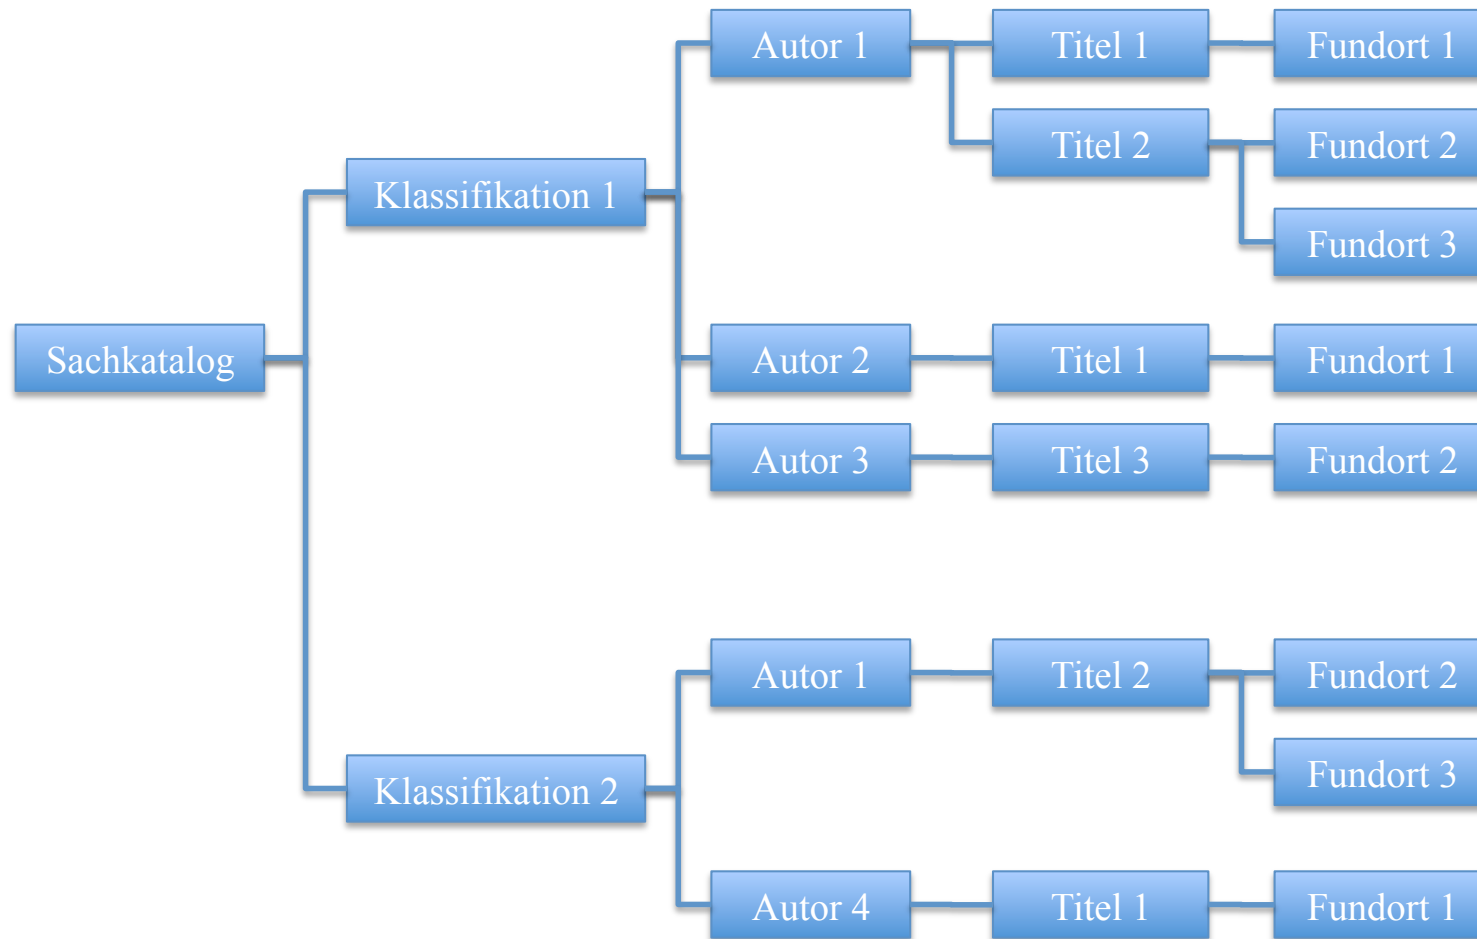 Sachkatalog
Klassifikation 1
Autor 1
Titel 1
Fundort 1
Titel 2
Fundort 2
Fundort 3
Autor 2
Titel 1
Fundort 1
Autor 3
Titel 3
Fundort 2
Klassifikation 2
Autor 1
Titel 2
Fundort 2
Fundort 3
Autor 4
Titel 1
Fundort 1